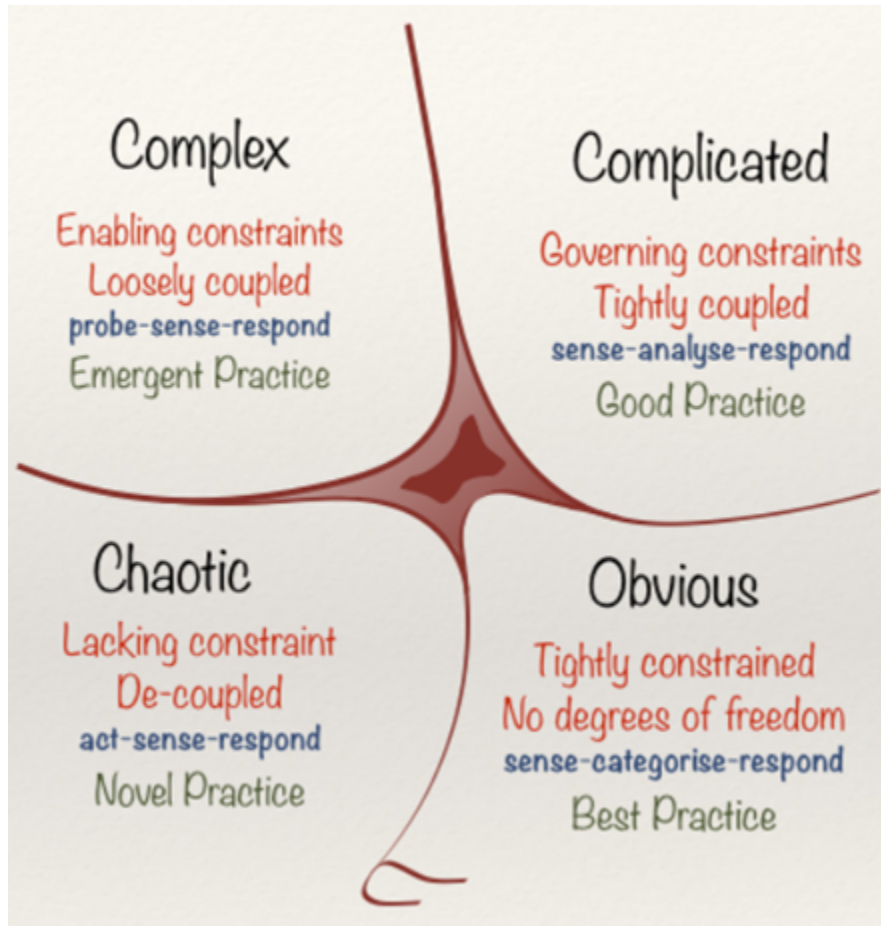 Complex
Enabling constraints
Loosely coupled
probe-sense-respond
Emergent Practice
Complicated
Governing constraints
Tightly coupled
sense-analyse-respond
Good Practice
Chaotic
Lacking constraint
De-coupled
act-sense-respond
Novel Practice
Obvious
Tightly constrained
No degrees of freedom
sense-categorise-respond
Best Practice